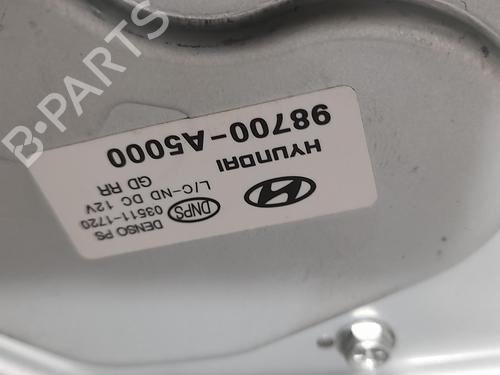 98700-A5000
HYUNDAI
GD RR
L/C-ND DC 12V
DNPS 03511-1720
DENSO PS
B-PARTS